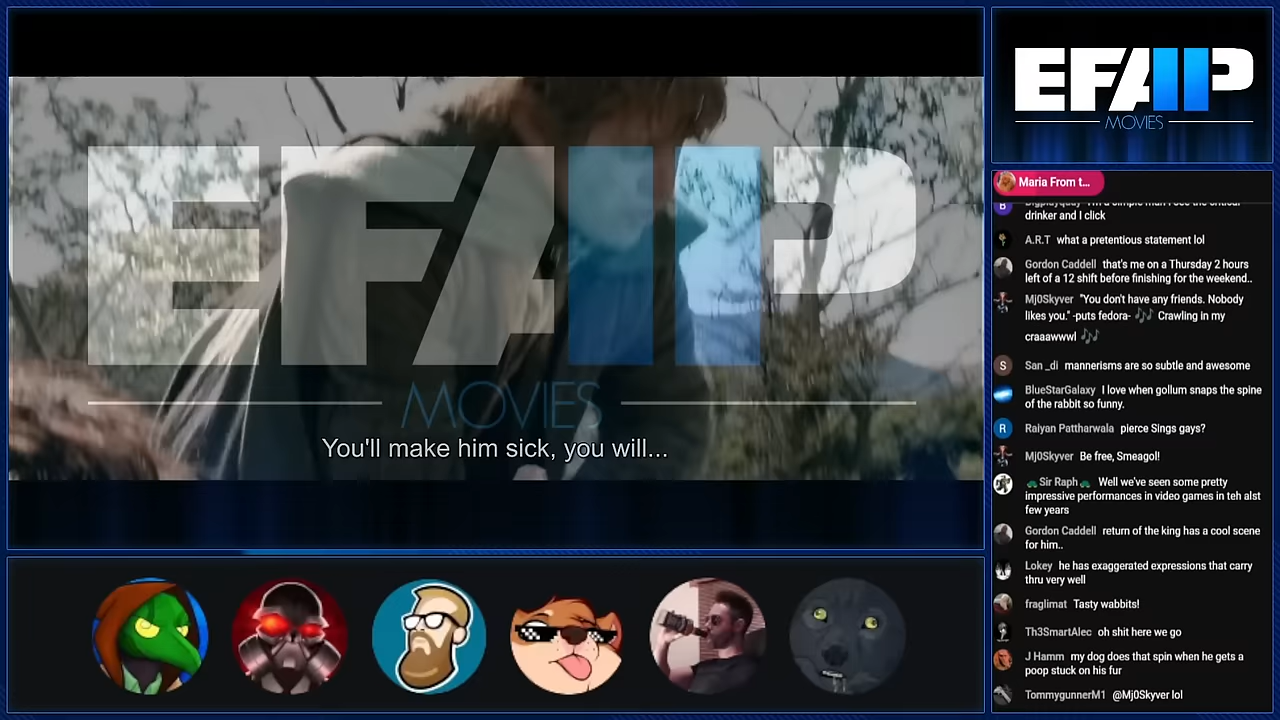 EFAP
MOVIES
You'll make him sick, you will...
EFAP
MOVIES
Maria From t...
drinker and I click
A.R.T what a pretentious statement lol
Gordon Caddell that's me on a Thursday 2 hours
left of a 12 shift before finishing for the weekend..
Mj0Skyver "You don't have any friends. Nobody
likes you." -puts fedora- 🎶 Crawling in my
craaawwwl 🎶
S
San _di mannerisms are so subtle and awesome
BlueStarGalaxy I love when gollum snaps the spine
of the rabbit so funny.
R
Raiyan Pattharwala pierce Sings gays?
Mj0Skyver Be free, Smeagol!
🐢Sir Raph🐢 Well we've seen some pretty
impressive performances in video games in teh alst
few years
Gordon Caddell return of the king has a cool scene
for him..
Lokey he has exaggerated expressions that carry
thru very well
fraglimat Tasty wabbits!
Th3SmartAlec oh shit here we go
J Hamm my dog does that spin when he gets a
poop stuck on his fur
TommygunnerM1 @Mj0Skyver lol